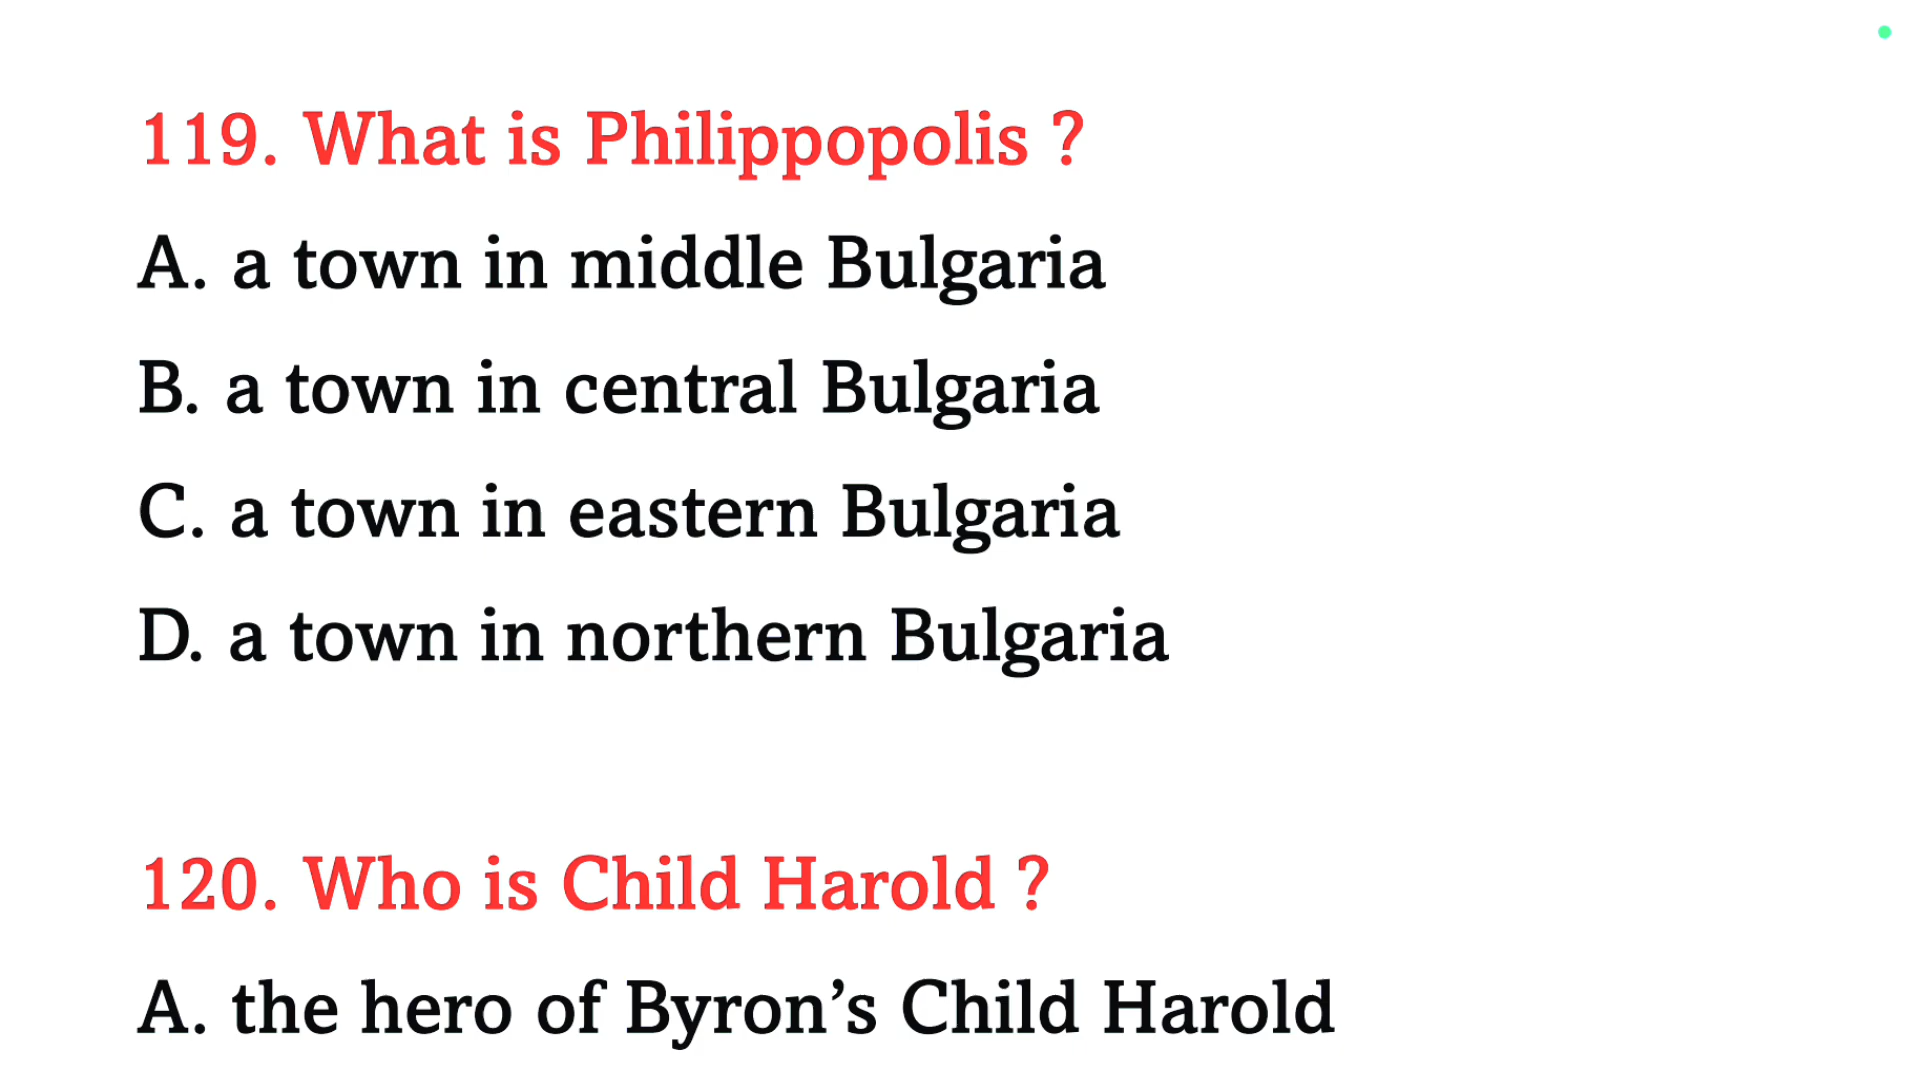 119. What is Philippopolis ?
A. a town in middle Bulgaria
B. a town in central Bulgaria
C. a town in eastern Bulgaria
D. a town in northern Bulgaria
120. Who is Child Harold ?
A. the hero of Byron’s Child Harold